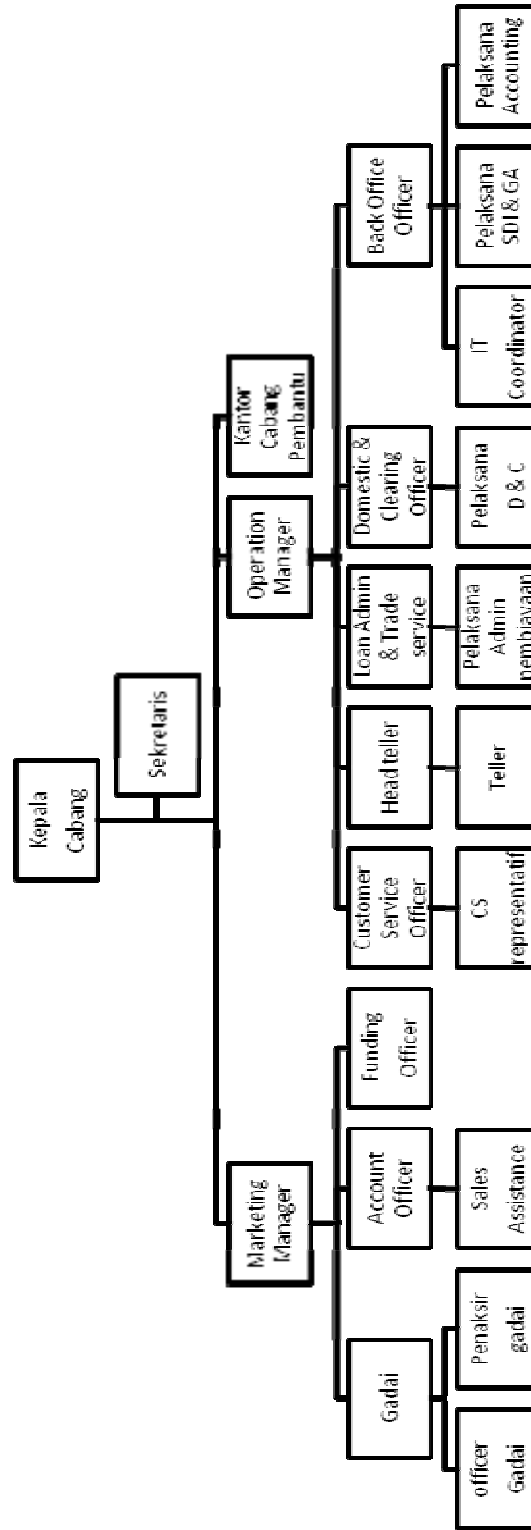 Kepala
Cabang
Sekretaris
Marketing
Manager
Operation
Manager
Kantor
Cabang
Pembantu
Gadai
Account
Officer
Funding
Officer
Customer
Service
Officer
Head teller
Loan Admin
& Trade
service
Domestic &
Clearing
Officer
Back Office
Officer
officer
Gadai
Penaksir
gadai
Sales
Assistance
CS
representatif
Teller
Pelaksana
Admin
pembiayaan
Pelaksana
D & C
IT
Coordinator
Pelaksana
SDI & GA
Pelaksana
Accounting